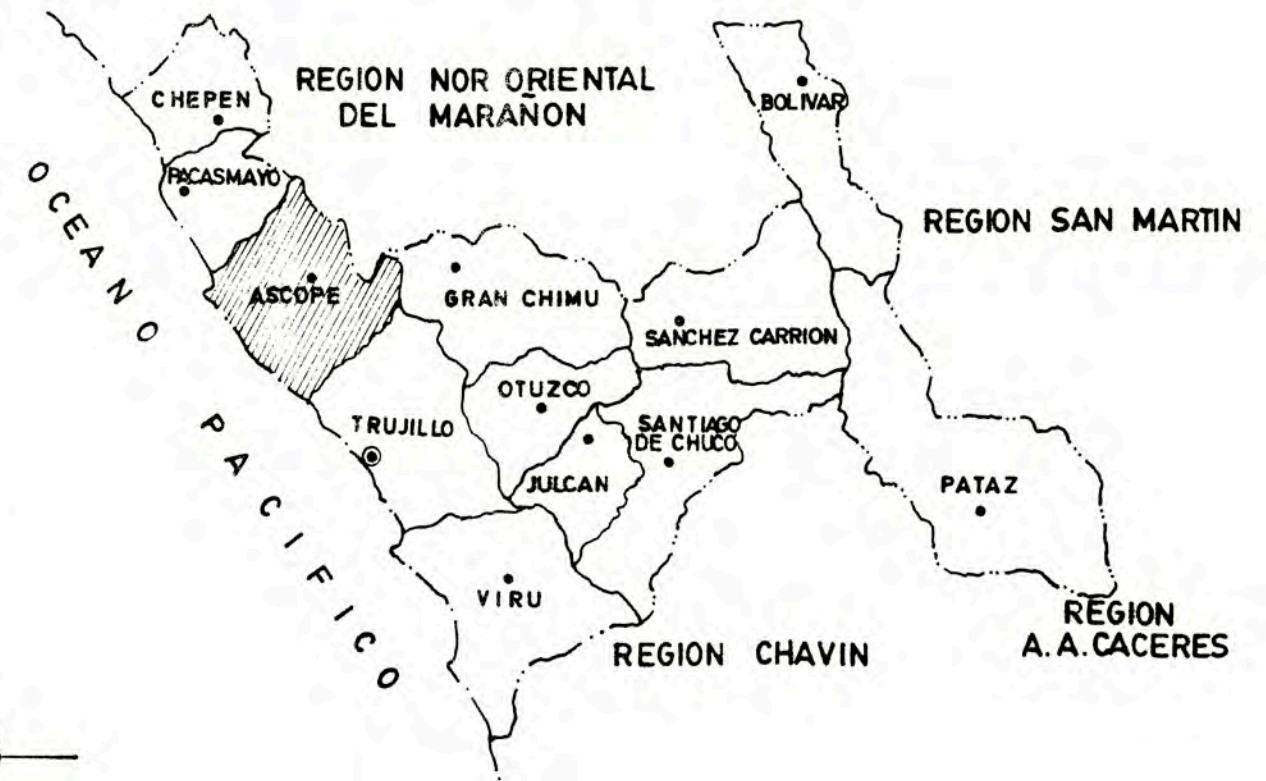 REGION NOR ORIENTAL
DEL MARAÑON
CHEPEN
BOLIVAR
PACASMAYO
OCEANO PACIFICO
REGION SAN MARTIN
ASCOPE
GRAN CHIMU
SANCHEZ CARRION
OTUZCO
TRUJILLO
SANTIAGO
DE CHUCO
JULCAN
PATAZ
VIRU
REGION CHAVIN
REGION
A.A.CACERES